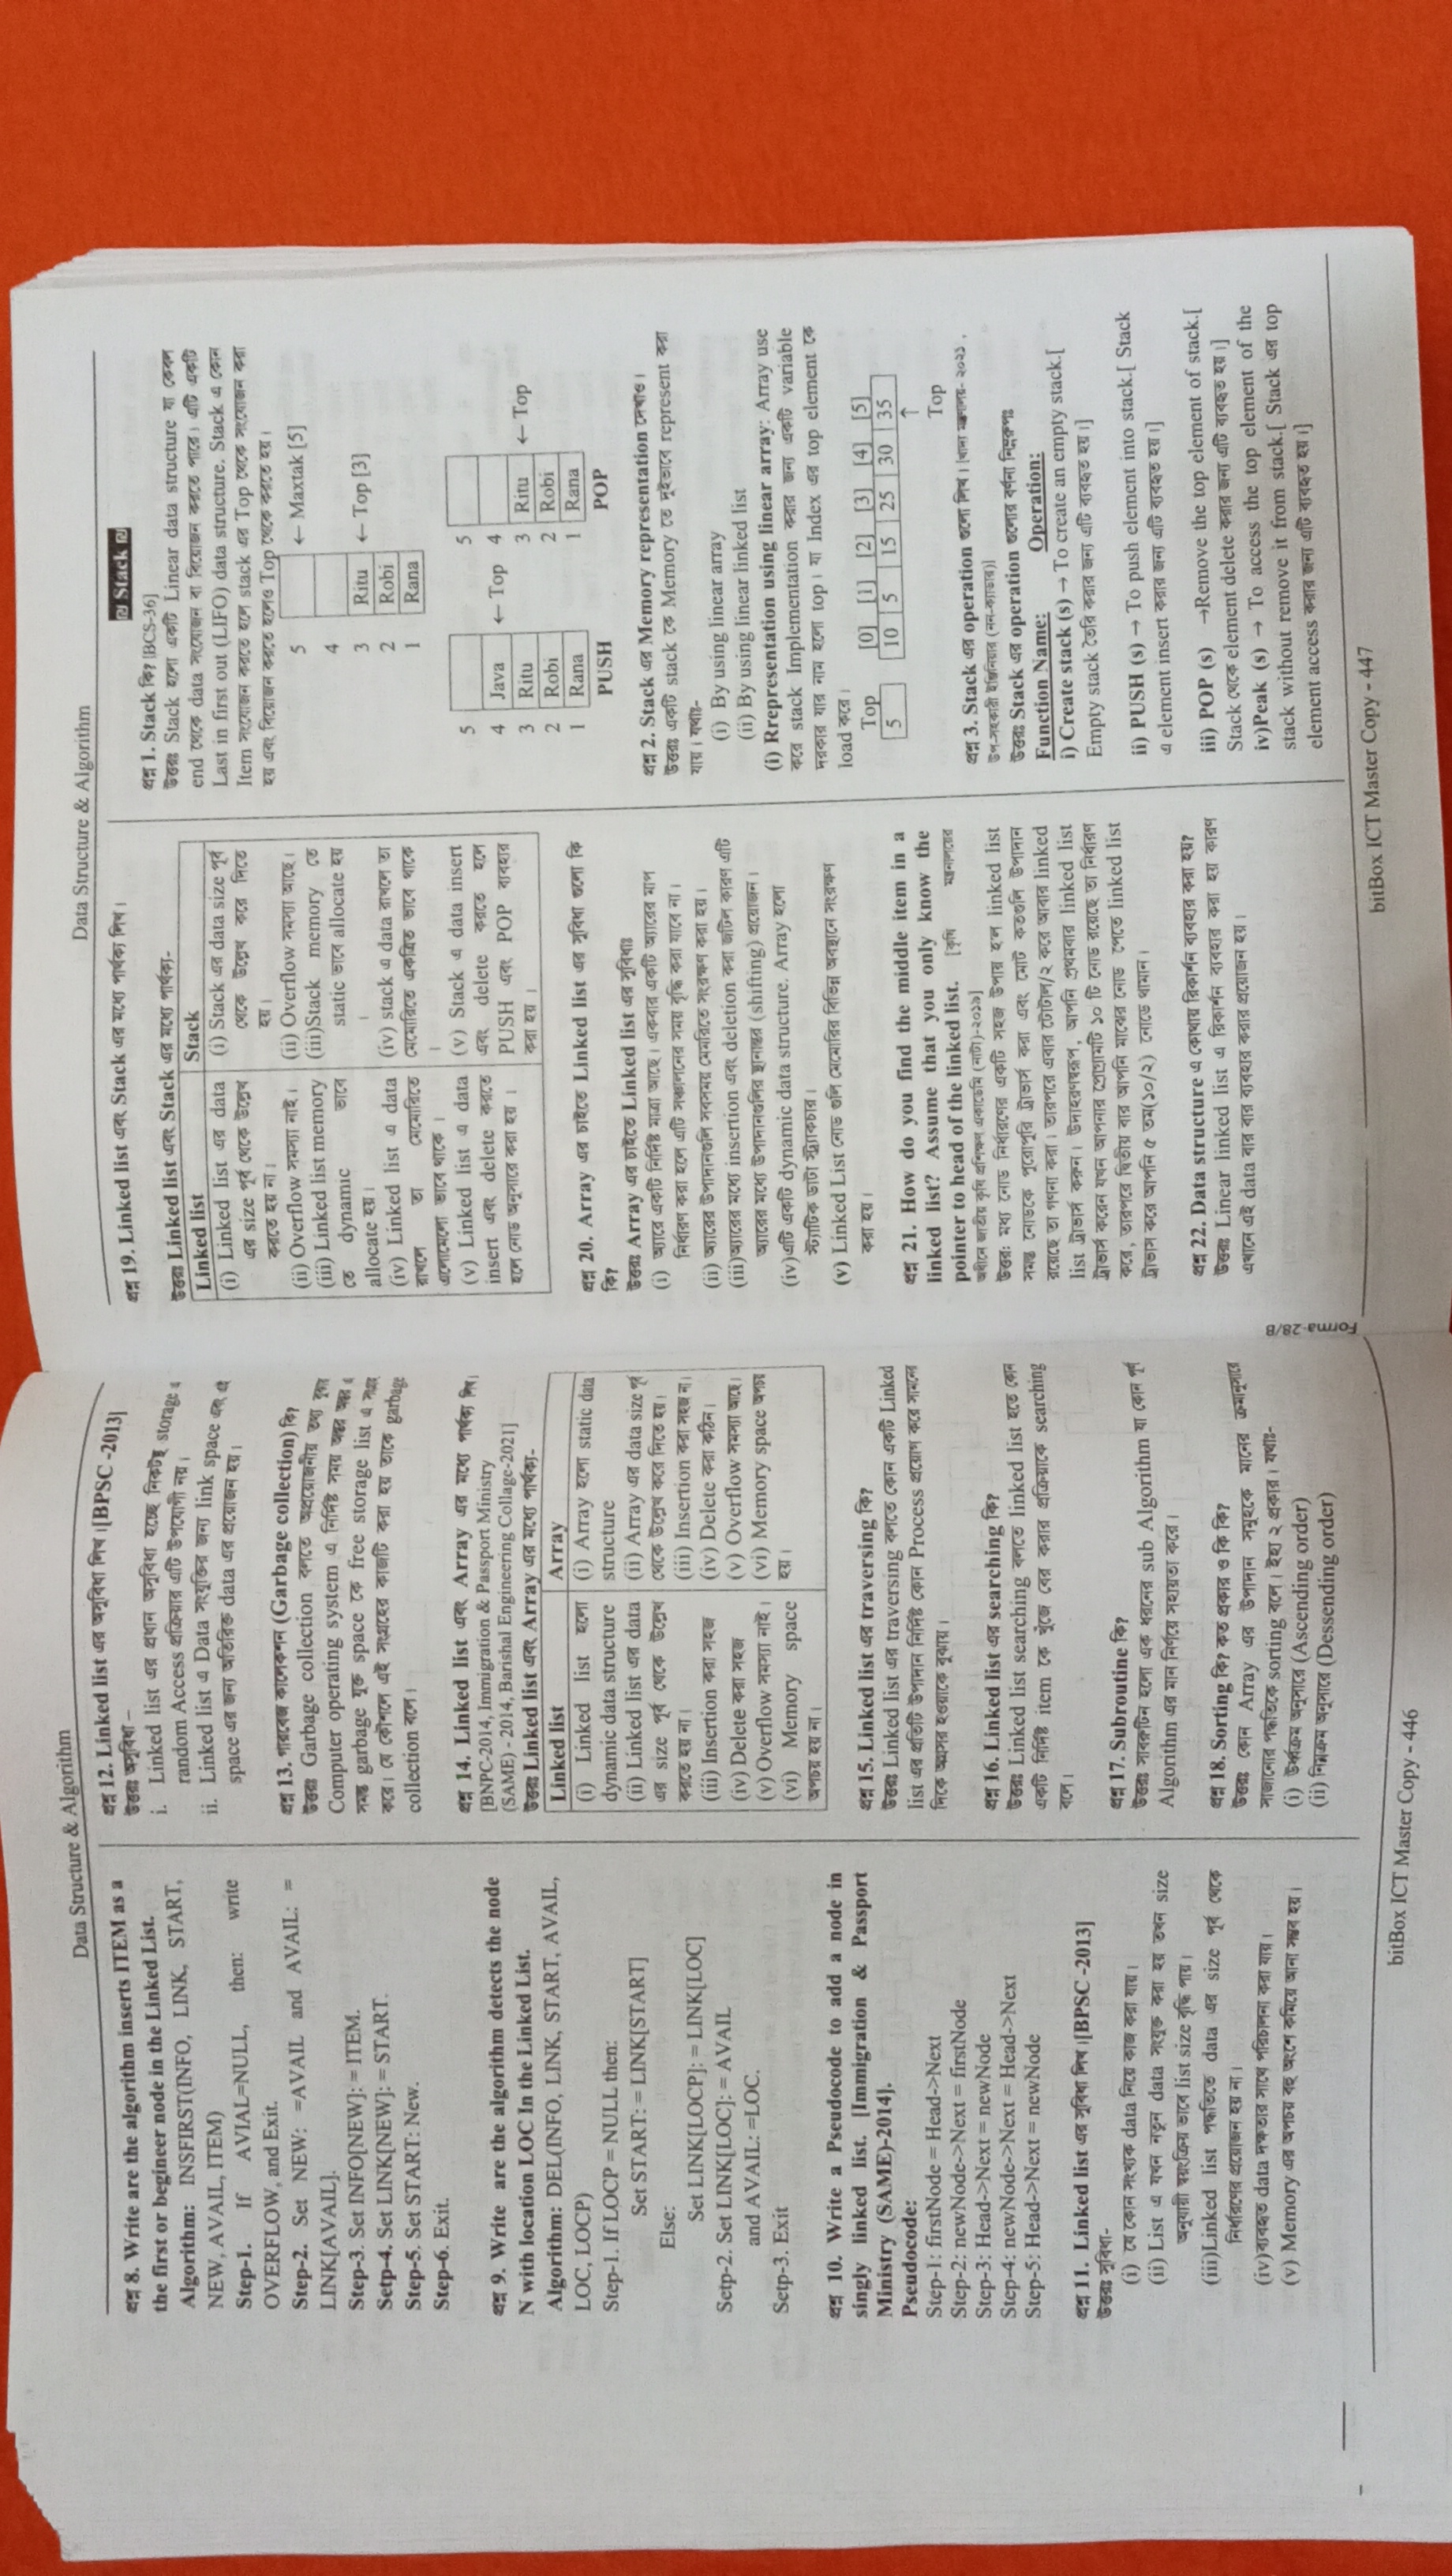 Data Structure & Algorithm
প্রশ্ন 8. Write are the algorithm inserts ITEM as a
the first or begineer node in the Linked List.
Algorithm: INSFIRST(INFO, LINK, START,
NEW, AVAIL, ITEM)
Step-1. If AVIAL=NULL, then: write
OVERFLOW, and Exit.
Step-2. Set NEW: =AVAIL and AVAIL: =
LINK[AVAIL].
Step-3. Set INFO[NEW]: = ITEM.
Setp-4. Set LINK[NEW]: = START.
Step-5. Set START: New.
Step-6. Exit.
প্রশ্ন 9. Write are the algorithm detects the node
N with location LOC In the Linked List.
Algorithm: DEL(INFO, LINK, START, AVAIL,
LOC, LOCP)
Step-1. If LOCP = NULL then:
Set START: = LINK[START]
Else:
Set LINK[LOCP]: = LINK[LOC]
Setp-2. Set LINK[LOC]: = AVAIL
and AVAIL: =LOC.
Setp-3. Exit
প্রশ্ন 10. Write a Pseudocode to add a node in
singly linked list. [Immigration & Passport
Ministry (SAME)-2014].
Pseudocode:
Step-1: firstNode = Head->Next
Step-2: newNode->Next = firstNode
Step-3: Head->Next = newNode
Step-4: newNode->Next = Head->Next
Step-5: Head->Next = newNode
প্রশ্ন 11. Linked list এর সুবিধা লিখ।[BPSC -2013]
উত্তরঃ সুবিধা-
(i) যে কোন সংখ্যক data নিয়ে কাজ করা যায়।
(ii) List এ যখন নতুন data সংযুক্ত করা হয় তখন size
অনুযায়ী স্বয়ংক্রিয় ভাবে list size বৃদ্ধি পায়।
(iii)Linked list পদ্ধতিতে data এর size পূর্ব থেকে
নির্ধারণের প্রয়োজন হয় না।
(iv)ব্যবহৃত data দক্ষতার সাথে পরিচালনা করা যায়।
(v) Memory এর অপচয় বহু অংশে কমিয়ে আনা সম্ভব হয়।
প্রশ্ন 12. Linked list এর অসুবিধা লিখ।[BPSC -2013]
উত্তরঃ অসুবিধা –
i. Linked list এর প্রধান অসুবিধা হচ্ছে নিকটস্থ storage এ
random Access প্রক্রিয়ার এটি উপযোগী নয়।
ii. Linked list এ Data সংযুক্তির জন্য link space এবং এই
space এর জন্য অতিরিক্ত data এর প্রয়োজন হয়।
প্রশ্ন 13. গারবেজ কালেকশন (Garbage collection) কি?
উত্তরঃ Garbage collection বলতে অপ্রয়োজনীয় তথ্য বুঝায়
Computer operating system এ নির্দিষ্ট সময় অন্তর অন্তর এ
সমস্ত garbage যুক্ত space কে free storage list এ সংগ্রহ
করে। যে কৌশলে এই সংগ্রহের কাজটি করা হয় তাকে garbage
collection বলে।
প্রশ্ন 14. Linked list এবং Array এর মধ্যে পার্থক্য লিখ।
[BNPC-2014, Immigration & Passport Ministry
(SAME) - 2014, Barishal Engineering Collage-2021]
উত্তরঃ Linked list এবং Array এর মধ্যে পার্থক্য-
Linked list
(i) Linked list হলো
dynamic data structure
(ii) Linked list এর data
এর size পূর্ব থেকে উল্লেখ
করতে হয় না।
(iii) Insertion করা সহজ
(iv) Delete করা সহজ
(v) Overflow সমস্যা নাই।
(vi) Memory space
অপচয় হয় না।
Array
(i) Array হলো static data
structure
(ii) Array এর data size পূর্ব
থেকে উল্লেখ করে দিতে হয়।
(iii) Insertion করা সহজ না।
(iv) Delete করা কঠিন।
(v) Overflow সমস্যা আছে।
(vi) Memory space অপচয়
হয়।
প্রশ্ন 15. Linked list এর traversing কি?
উত্তরঃ Linked list এর traversing বলতে কোন একটি Linked
list এর প্রতিটি উপাদান নির্দিষ্ট কোন Process প্রয়োগ করে সামনের
দিকে অগ্রসর হওয়াকে বুঝায়।
প্রশ্ন 16. Linked list এর searching কি?
উত্তরঃ Linked list searching বলতে linked list হতে কোন
একটি নির্দিষ্ট item কে খুঁজে বের করার প্রক্রিয়াকে searching
বলে।
প্রশ্ন 17. Subroutine কি?
উত্তরঃ সাবরুটিন হলো এক ধরনের sub Algorithm যা কোন পূর্ণ
Algorithm এর মান নির্ণয়ে সহায়তা করে।
প্রশ্ন 18. Sorting কি? কত প্রকার ও কি কি?
উত্তরঃ কোন Array এর উপাদান সমূহকে মানের ক্রমানুসারে
সাজানোর পদ্ধতিকে sorting বলে। ইহা ২ প্রকার। যথাঃ-
(i) উর্ধ্বক্রম অনুসারে (Ascending order)
(ii) নিম্নক্রম অনুসারে (Dessending order)
bitBox ICT Master Copy - 446
Data Structure & Algorithm
প্রশ্ন 19. Linked list এবং Stack এর মধ্যে পার্থক্য লিখ।
উত্তরঃ Linked list এবং Stack এর মধ্যে পার্থক্য-
Linked list
(i) Linked list এর data
এর size পূর্ব থেকে উল্লেখ
করতে হয় না।
(ii) Overflow সমস্যা নাই।
(iii) Linked list memory
তে dynamic ভাবে
allocate হয়।
(iv) Linked list এ data
রাখলে তা মেমোরিতে
এলোমেলো ভাবে থাকে ।
(v) Linked list এ data
insert এবং delete করতে
হলে নোড অনুসারে করা হয় ।
Stack
(i) Stack এর data size পূর্ব
থেকে উল্লেখ করে দিতে
হয়।
(ii) Overflow সমস্যা আছে।
(iii)Stack memory তে
static ভাবে allocate হয়
।
(iv) stack এ data রাখলে তা
মেমোরিতে একত্রিত ভাবে থাকে
।
(v) Stack এ data insert
এবং delete করতে হলে
PUSH এবং POP ব্যবহার
করা হয় ।
প্রশ্ন 20. Array এর চাইতে Linked list এর সুবিধা গুলো কি
কি?
উত্তরঃ Array এর চাইতে Linked list এর সুবিধাঃ
(i) অ্যারে একটি নির্দিষ্ট মাত্রা আছে। একবার একটি অ্যারের মাপ
নির্ধারণ করা হলে এটি সঞ্চালনের সময় বৃদ্ধি করা যাবে না।
(ii) অ্যারের উপাদানগুলি সবসময় মেমরিতে সংরক্ষণ করা হয়।
(iii)অ্যারের মধ্যে insertion এবং deletion করা জটিল কারণ এটি
অ্যারের মধ্যে উপাদানগুলির স্থানান্তর (shifting) প্রয়োজন।
(iv)এটি একটি dynamic data structure. Array হলো
স্ট্যাটিক ডাটা স্ট্র্যাকচার।
(v) Linked List নোড গুলি মেমোরির বিভিন্ন অবস্থানে সংরক্ষণ
করা হয়।
প্রশ্ন 21. How do you find the middle item in a
linked list? Assume that you only know the
pointer to head of the linked list. [কৃষি মন্ত্রনালয়ের
অধীনে জাতীয় কৃষি প্রশিক্ষণ একাডেমি (নাটা)-২০১৯]
উত্তর: মধ্য নোড নির্ধারণের একটি সহজ উপায় হল linked list
সমস্ত নোডকে পুরোপুরি ট্রাভার্স করা এবং মোট কতগুলি উপাদান
রয়েছে তা গণনা করা। তারপরে এবার টোটাল/২ করে আবার linked
list ট্রাভার্স করুন। উদাহরণস্বরূপ, আপনি প্রথমবার linked list
ট্রাভার্স করেন যখন আপনার প্রোগ্রামটি ১০ টি নোড রয়েছে তা নির্ধারণ
করে, তারপরে দ্বিতীয় বার আপনি মাঝের নোড পেতে linked list
ট্রাভাস করে আপনি ৫ তম(১০/২) নোডে থামান।
প্রশ্ন 22. Data structure এ কোথায় রিকার্শন ব্যবহার করা হয়?
উত্তরঃ Linear linked list এ রিকার্শন ব্যবহার করা হয় কারণ
এখানে এই data বার বার ব্যবহার করার প্রয়োজন হয়।
Forma-28/B
Stack
প্রশ্ন 1. Stack কি? [BCS-36]
উত্তরঃ Stack হলো একটি Linear data structure যা কেবল
end থেকে data সংযোজন বা বিয়োজন করতে পারে। এটি একটি
Last in first out (LIFO) data structure. Stack এ কোন
Item সংযোজন করতে হলে stack এর Top থেকে সংযোজন করা
হয় এবং বিয়োজন করতে হলেও Top থেকে করতে হয়।
5 ← Maxtak [5]
4
3 Ritu ← Top [3]
2 Robi
1 Rana
5
4 Java ← Top
3 Ritu
2 Robi
1 Rana
PUSH
5
4
3 Ritu ← Top
2 Robi
1 Rana
POP
প্রশ্ন 2. Stack এর Memory representation দেখাও।
উত্তরঃ একটি stack কে Memory তে দুইভাবে represent করা
যায়। যথাঃ-
(i) By using linear array
(ii) By using linear linked list
(i) Rrepresentation using linear array: Array use
করে stack Implementation করার জন্য একটি variable
দরকার যার নাম হলো top। যা Index এর top element কে
load করে।
Top [0] [1] [2] [3] [4] [5]
5 10 5 15 25 30 35
↑
Top
প্রশ্ন 3. Stack এর operation গুলো লিখ। [খাদ্য মন্ত্রণালয়- ২০২১ ,
উপ-সহকারী ইঞ্জিনিয়ার (নন-ক্যাডার)]
উত্তরঃ Stack এর operation গুলোর বর্ণনা নিম্নরূপঃ
Function Name: Operation:
i) Create stack (s) → To create an empty stack.[
Empty stack তৈরি করার জন্য এটি ব্যবহৃত হয়।]
ii) PUSH (s) → To push element into stack.[ Stack
এ element insert করার জন্য এটি ব্যবহৃত হয়।]
iii) POP (s) →Remove the top element of stack.[
Stack থেকে element delete করার জন্য এটি ব্যবহৃত হয়।]
iv)Peak (s) → To access the top element of the
stack without remove it from stack.[ Stack এর top
element access করার জন্য এটি ব্যবহৃত হয়।]
bitBox ICT Master Copy - 447